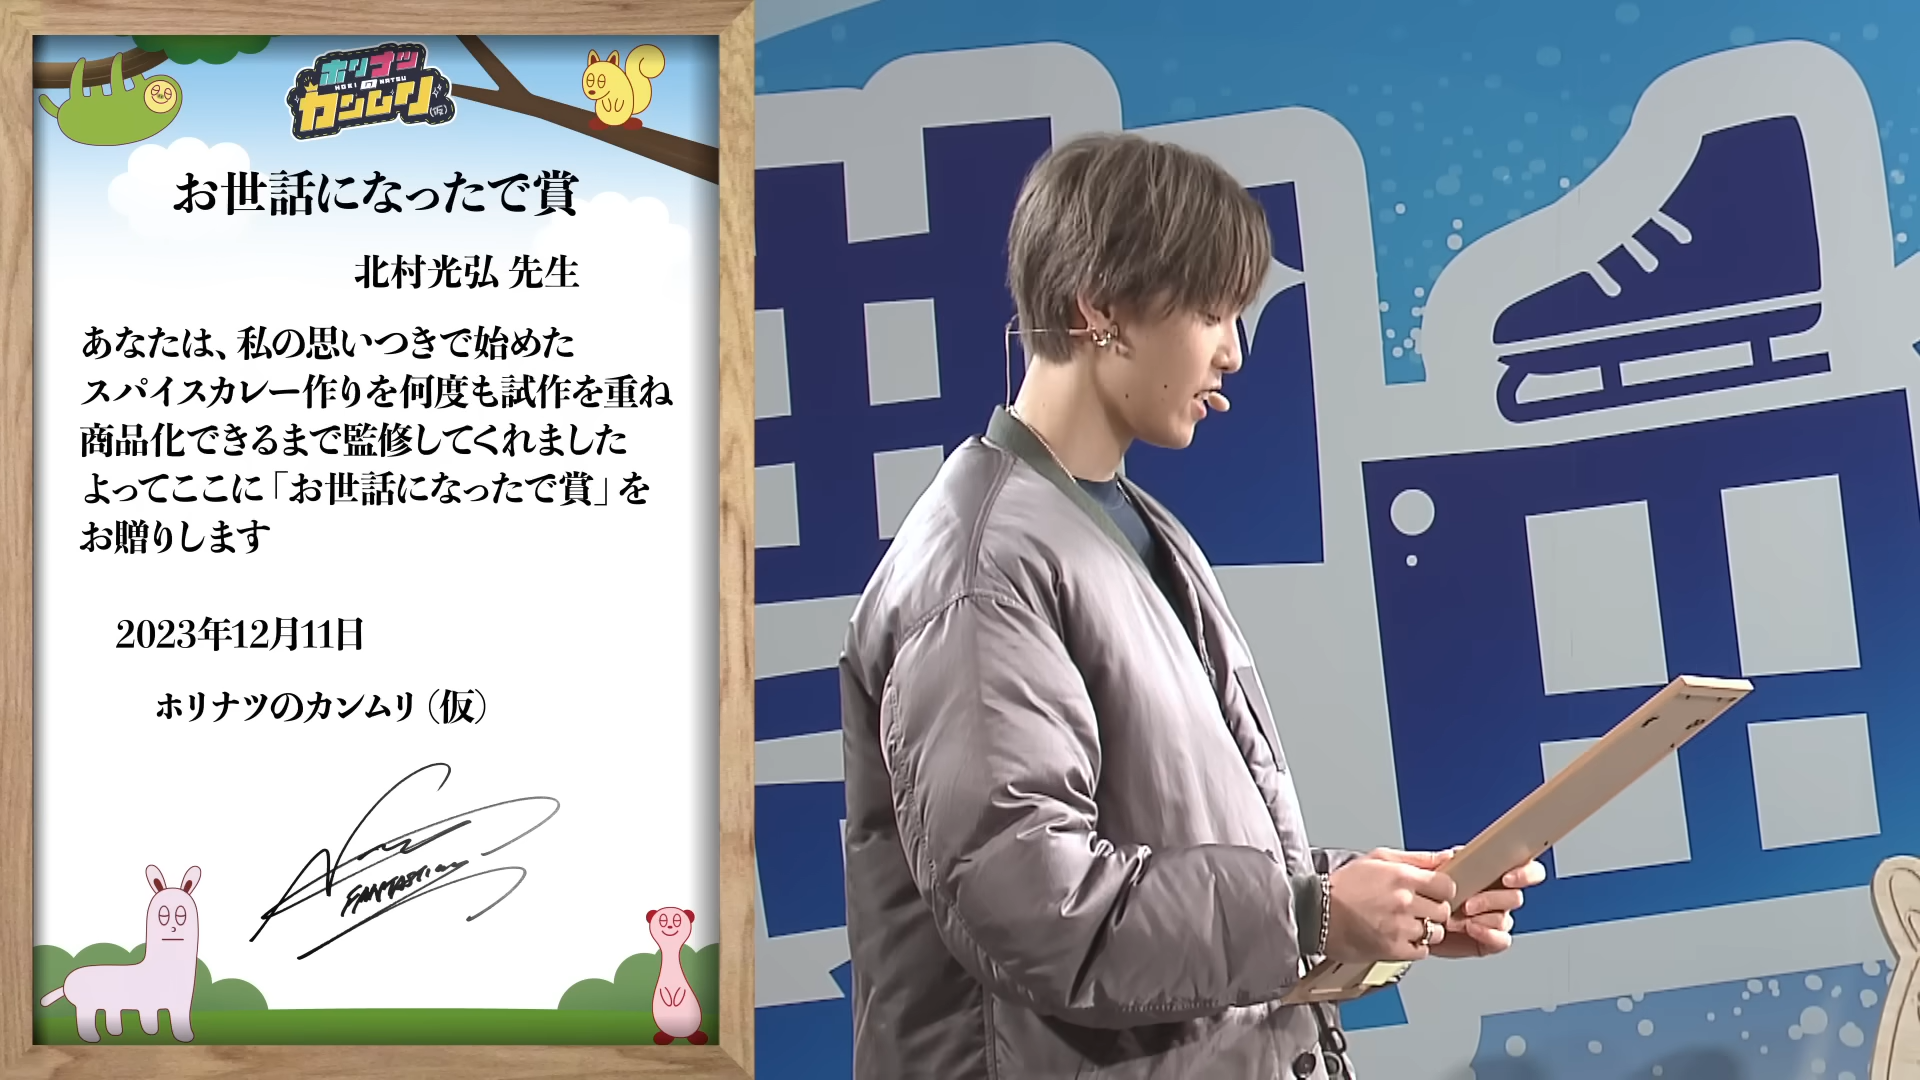 ホリナツ
HORI NATSU
の
カンムリ(仮)
お世話になったで賞
北村光弘 先生
あなたは、私の思いつきで始めた
スパイスカレー作りを何度も試作を重ね
商品化できるまで監修してくれました
よってここに「お世話になったで賞」を
お贈りします
2023年12月11日
ホリナツのカンムリ（仮）